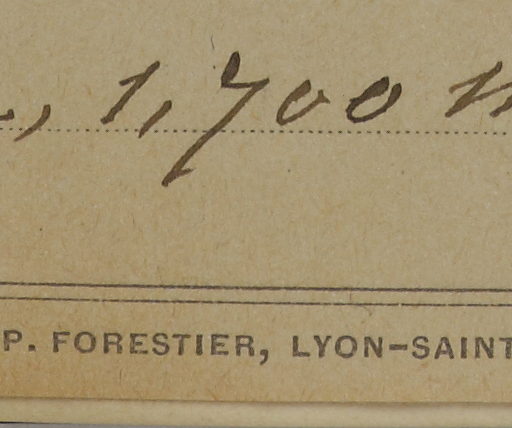 , 1,700 m
P. FORESTIER, LYON-SAINT